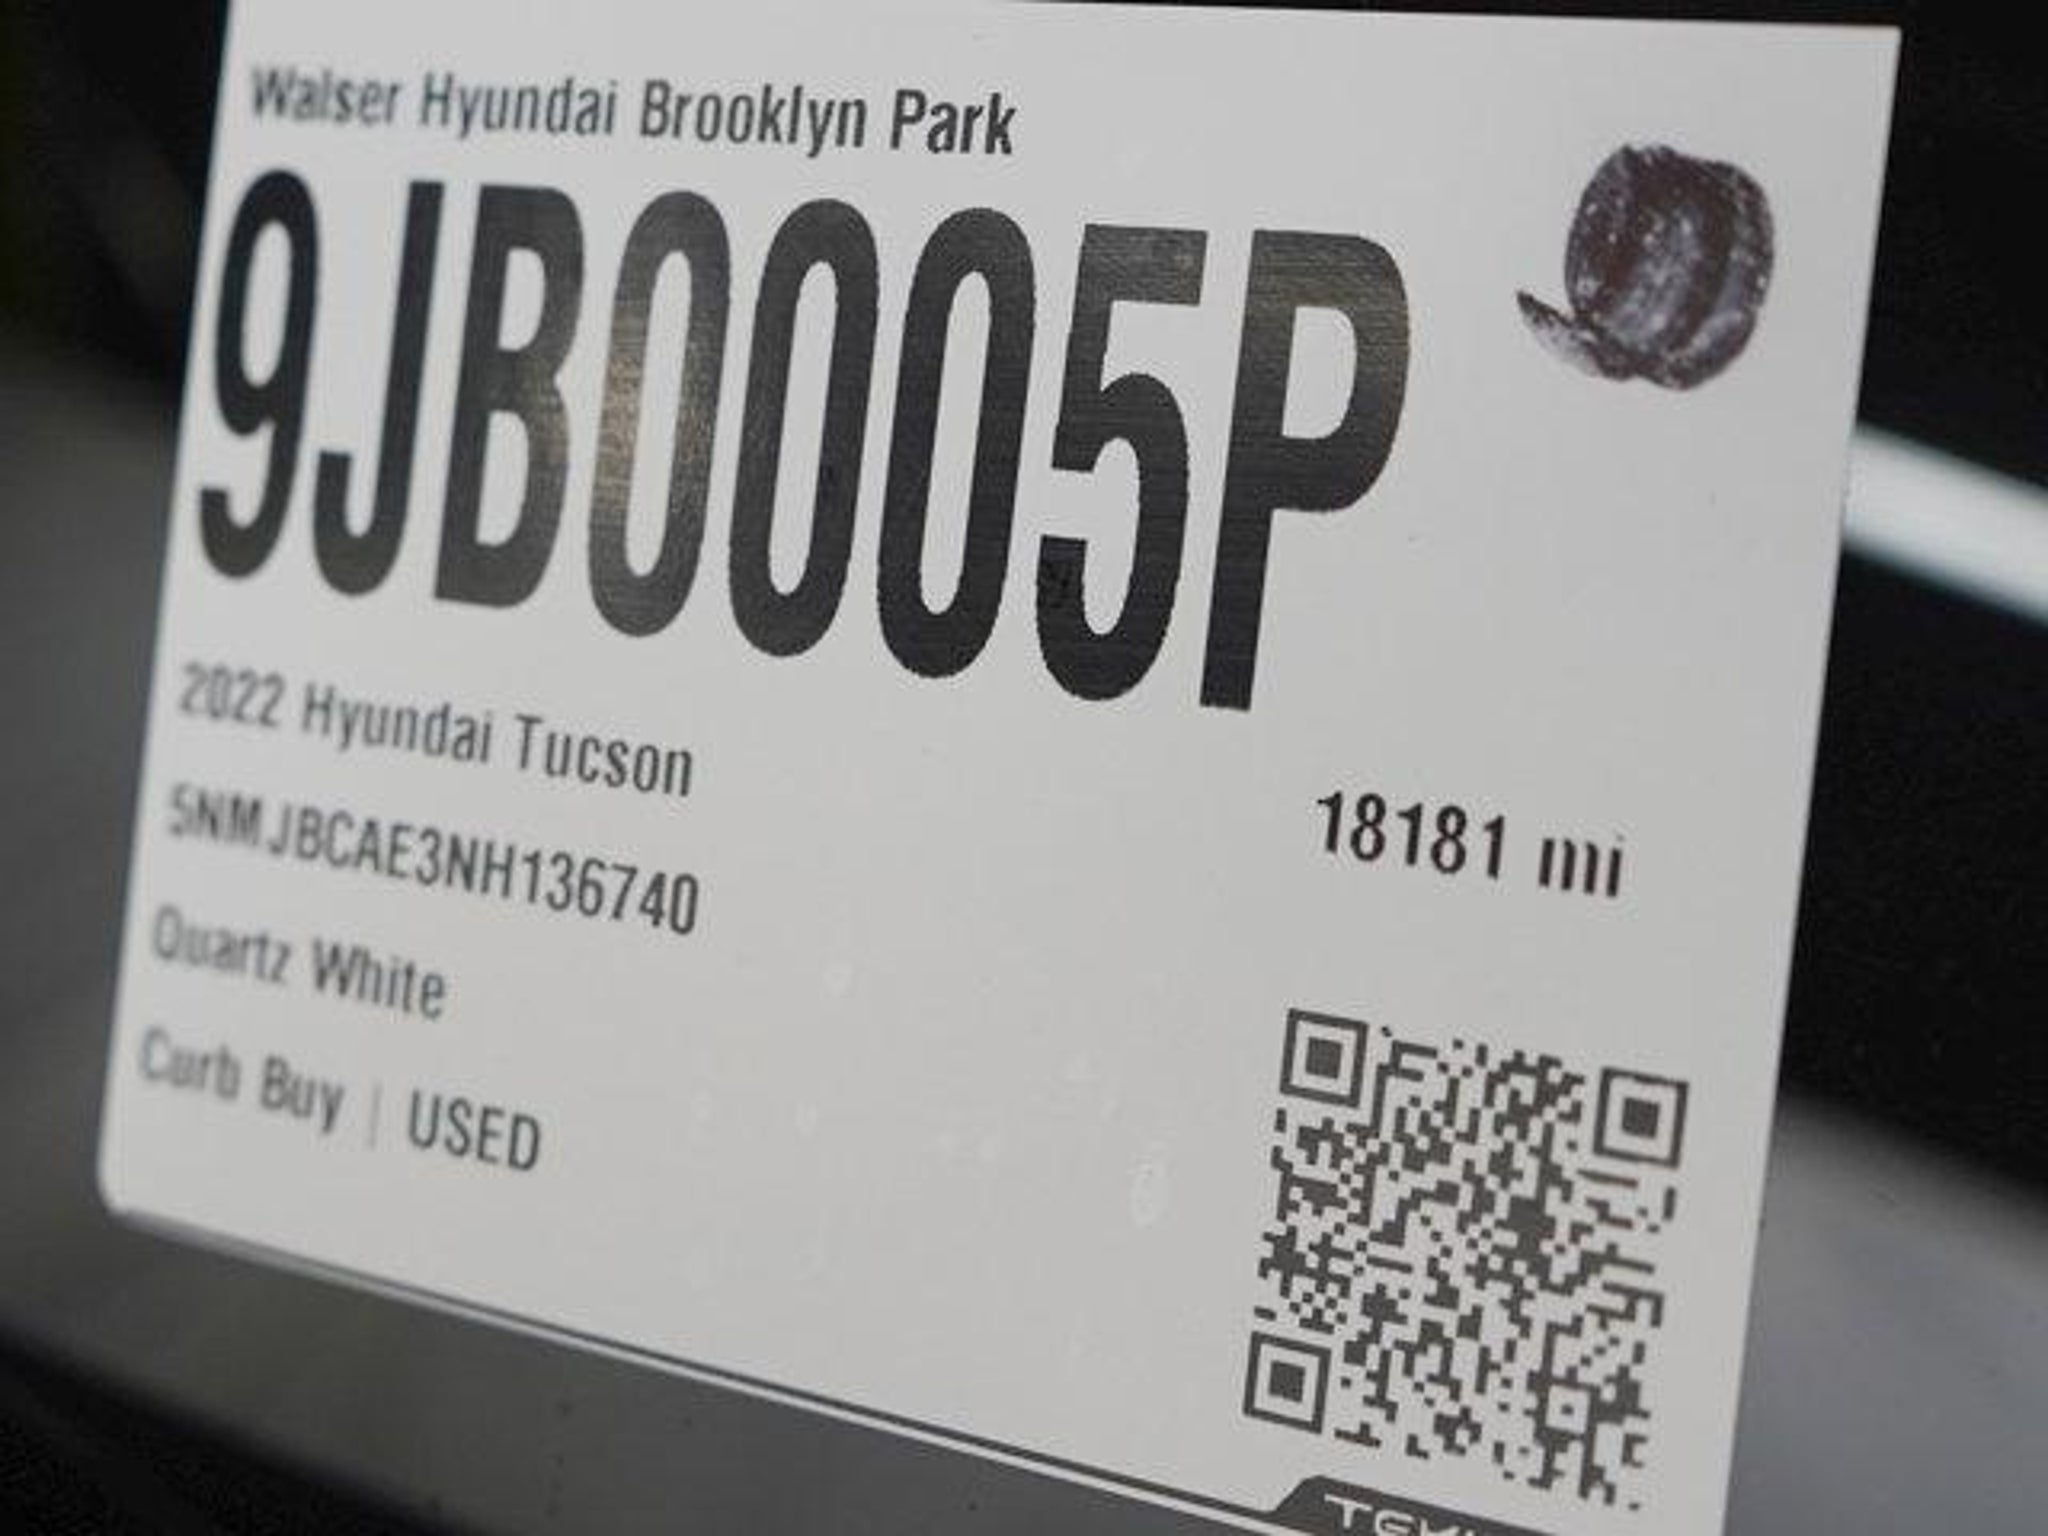 Walser Hyundai Brooklyn Park
9JB0005P
2022 Hyundai Tucson
5NMJBCAE3NH136740
18181 mi
Quartz White
Curb Buy | USED